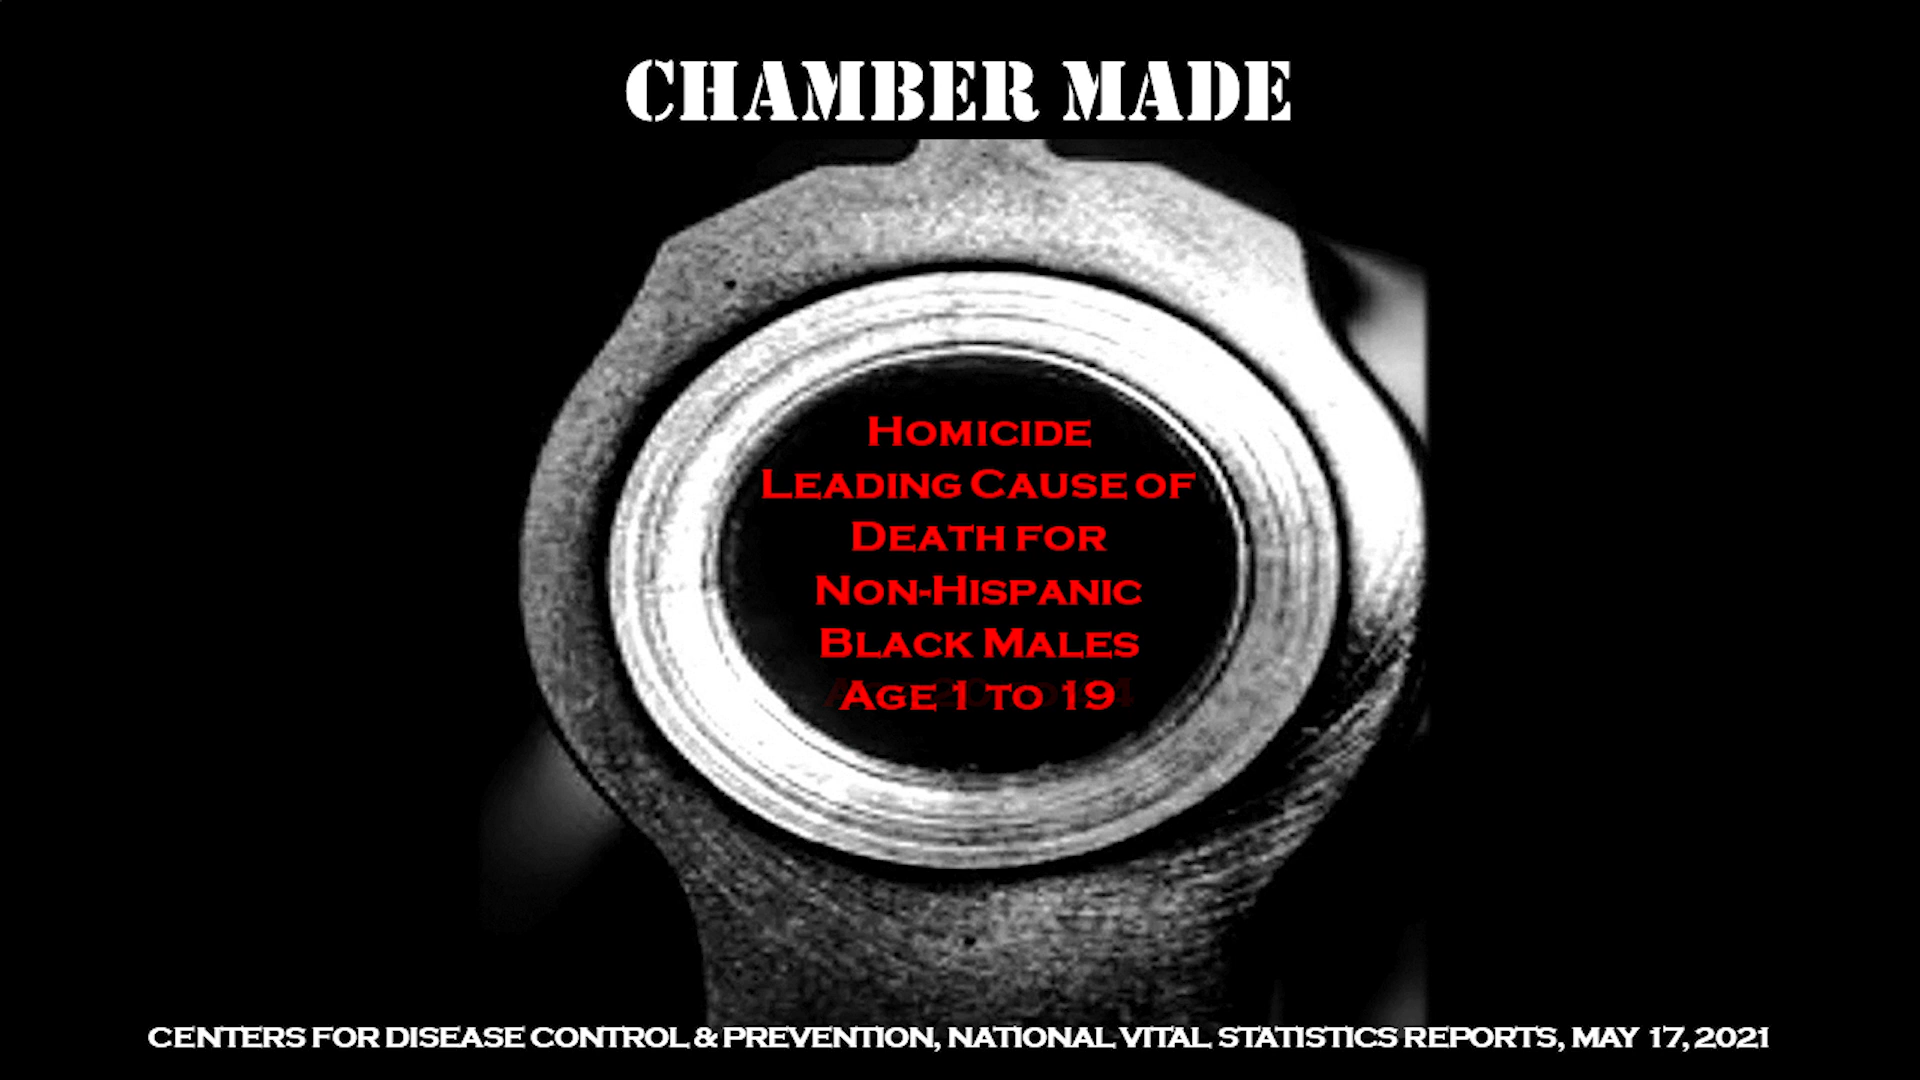 CHAMBER MADE
HOMICIDE
LEADING CAUSE OF
DEATH FOR
NON-HISPANIC
BLACK MALES
AGE 1 TO 19
CENTERS FOR DISEASE CONTROL & PREVENTION, NATIONAL VITAL STATISTICS REPORTS, MAY 17, 2021